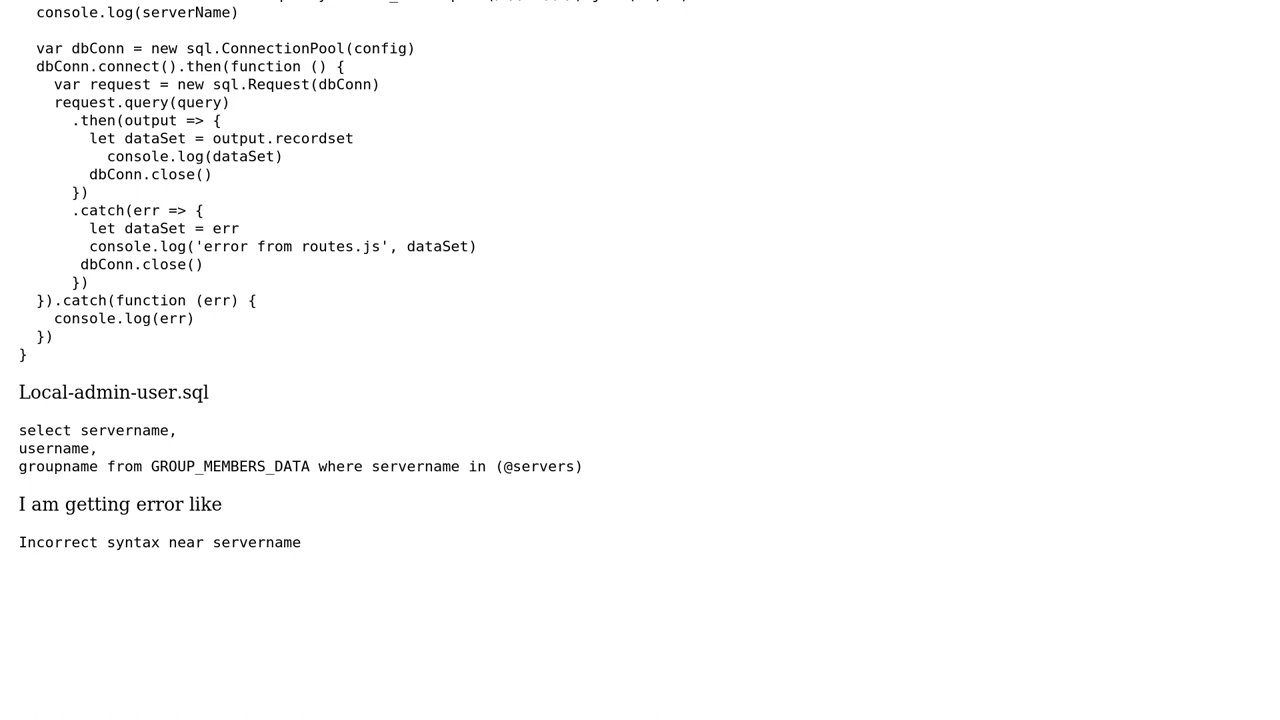 console.log(serverName)
var dbConn = new sql.ConnectionPool(config)
dbConn.connect().then(function () {
var request = new sql.Request(dbConn)
request.query(query)
.then(output => {
let dataSet = output.recordset
console.log(dataSet)
dbConn.close()
})
.catch(err => {
let dataSet = err
console.log('error from routes.js', dataSet)
dbConn.close()
})
}).catch(function (err) {
console.log(err)
})
}
Local-admin-user.sql
select servername,
username,
groupname from GROUP_MEMBERS_DATA where servername in (@servers)
I am getting error like
Incorrect syntax near servername